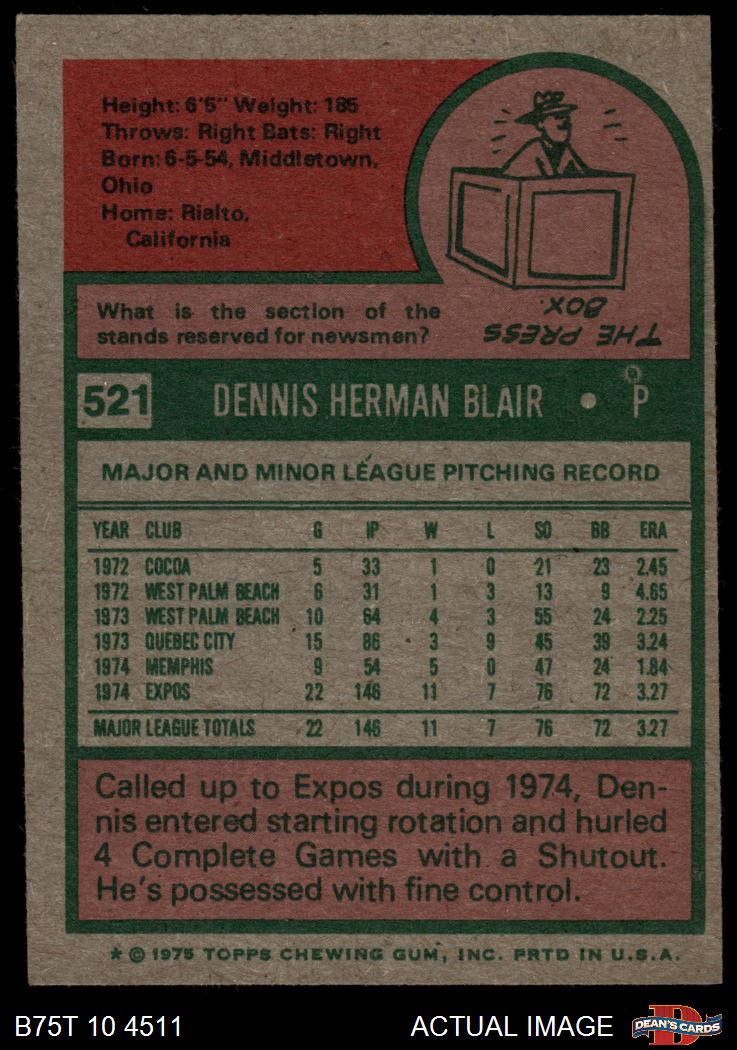 Height: 6'5" Weight: 185
Throws: Right Bats: Right
Born: 6-5-54, Middletown,
Ohio
Home: Rialto,
California
What is the section of the
stands reserved for newsmen?
THE PRESS
BOX.
521 DENNIS HERMAN BLAIR • P
MAJOR AND MINOR LEAGUE PITCHING RECORD
YEAR CLUB G IP W L SO BB ERA
1972 COCOA 5 33 1 0 21 23 2.45
1972 WEST PALM BEACH 6 31 1 3 13 9 4.65
1973 WEST PALM BEACH 10 64 4 3 55 24 2.25
1973 QUEBEC CITY 15 86 3 9 45 39 3.24
1974 MEMPHIS 9 54 5 0 47 24 1.84
1974 EXPOS 22 146 11 7 76 72 3.27
MAJOR LEAGUE TOTALS 22 146 11 7 76 72 3.27
Called up to Expos during 1974, Den-
nis entered starting rotation and hurled
4 Complete Games with a Shutout.
He's possessed with fine control.
* © 1975 TOPPS CHEWING GUM, INC. PRTD IN U.S.A.
B75T 10 4511 ACTUAL IMAGE DEAN'S CARDS